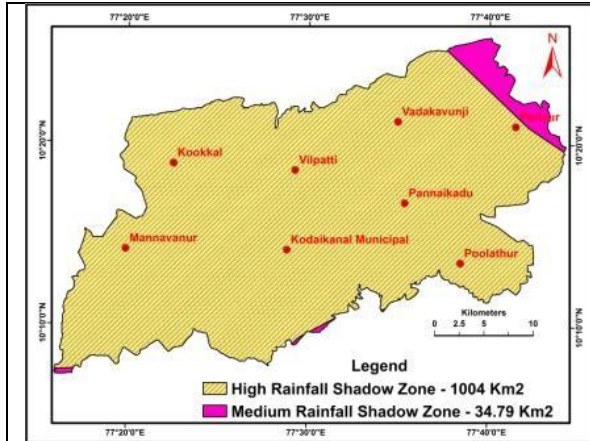 77°20'0"E 77°30'0"E 77°40'0"E
N
Vadakavunji
10°20'0"N
10°20'0"N
Kookkal
Vilpatti
Pannaikadu
Mannavanur
Kodaikanal Municipal
Poolathur
10°10'0"N
10°10'0"N
Kilometers
0 2.5 5 10
Legend
High Rainfall Shadow Zone - 1004 Km2
Medium Rainfall Shadow Zone - 34.79 Km2
77°20'0"E 77°30'0"E 77°40'0"E